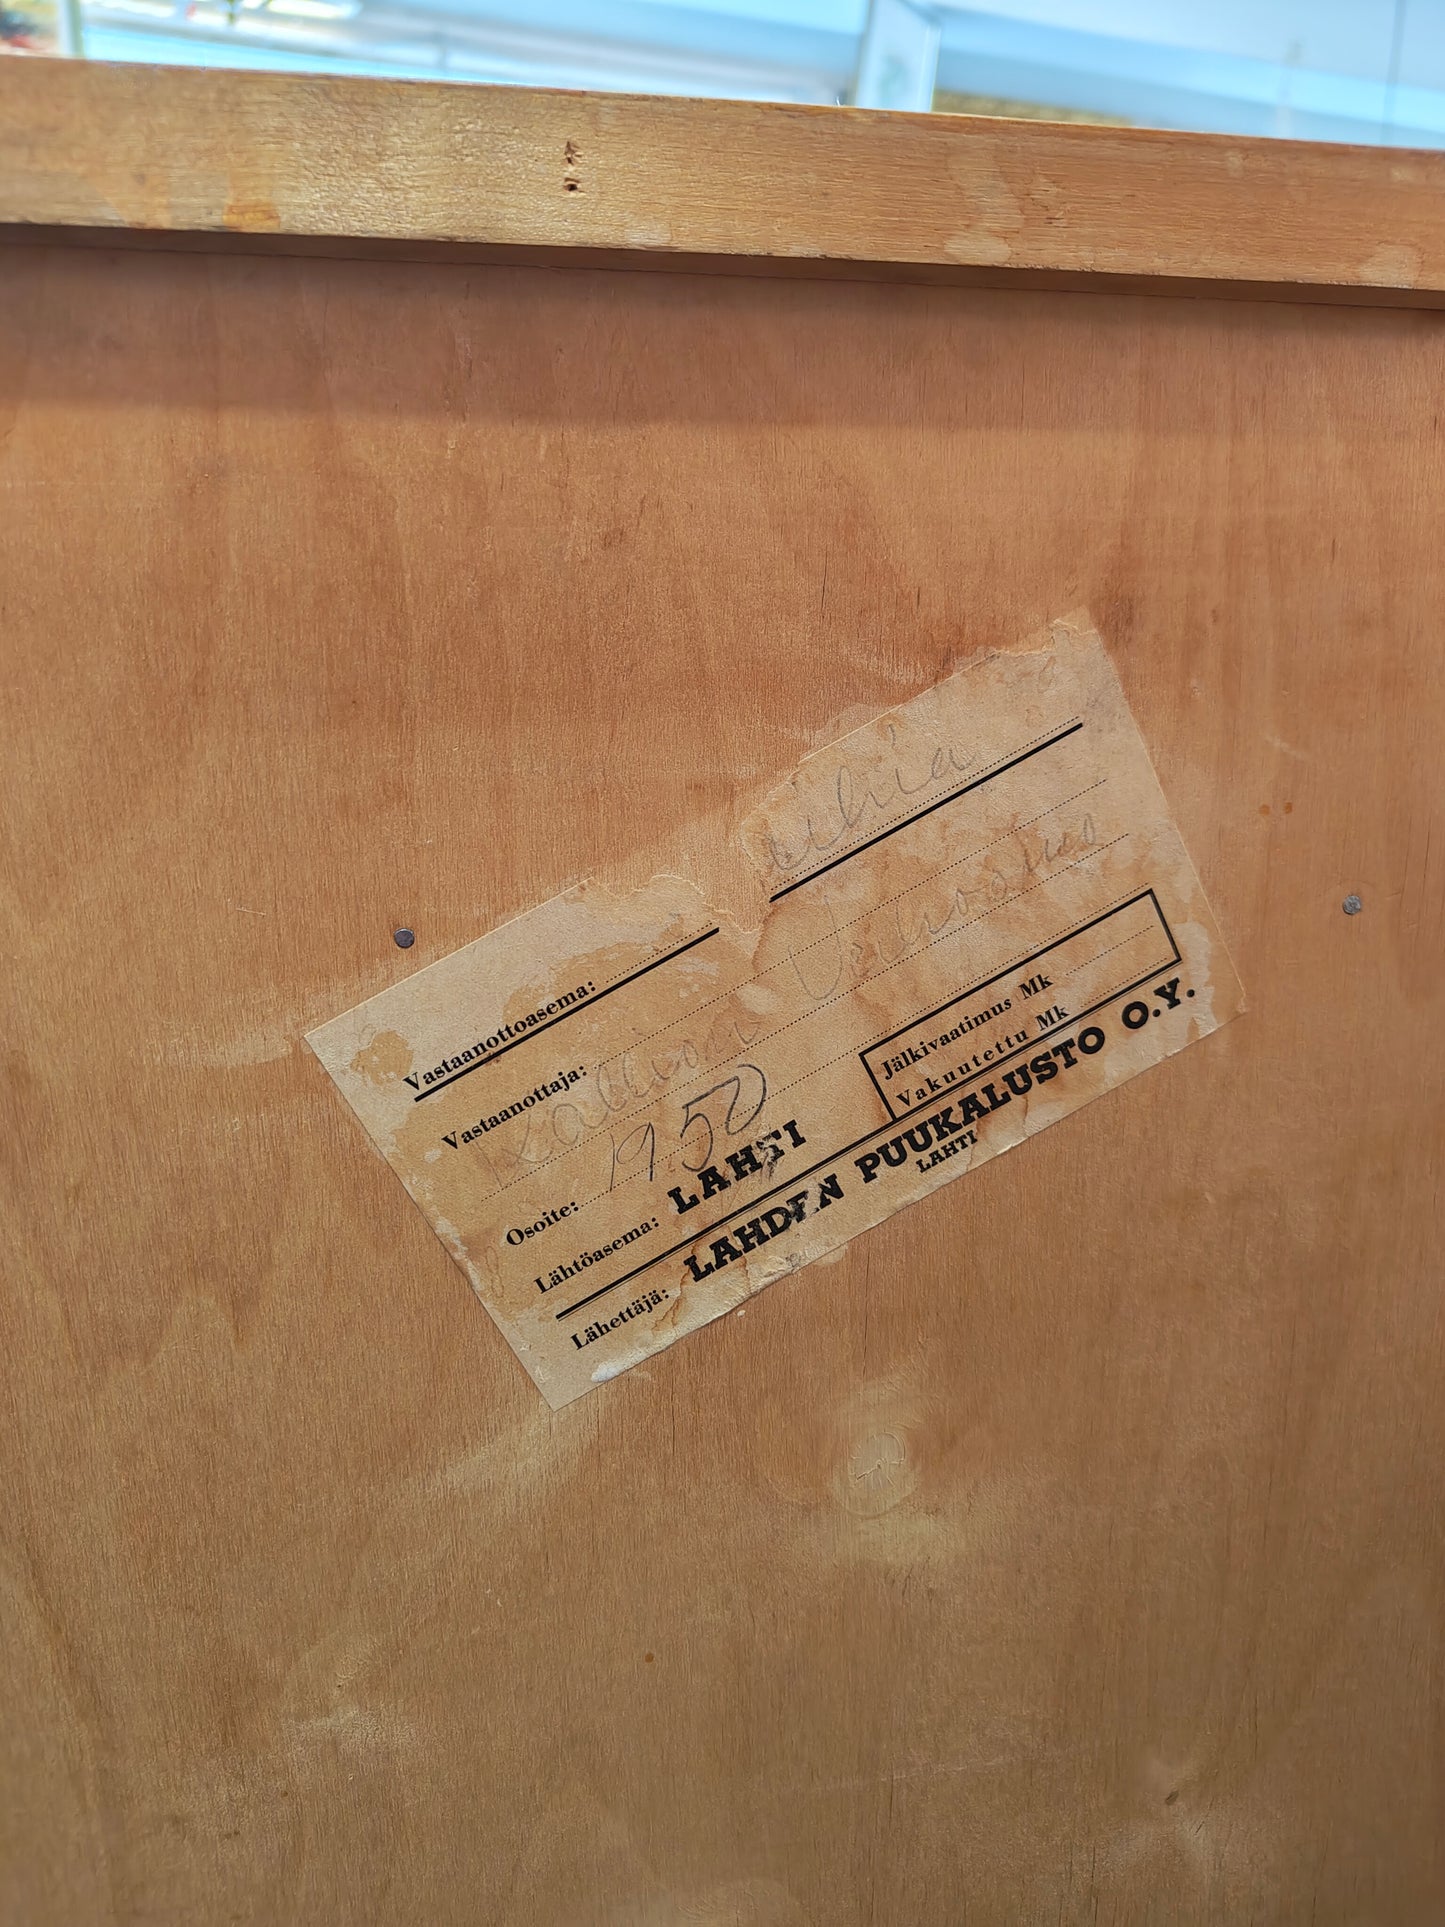 Vastaanottoasema:
Vastaanottaja:
Osoite: 1950
Jälkivaatimus Mk
Vakuutettu Mk
Lähtöasema: LAHTI
Lähettäjä: LAHDEN PUUKALUSTO O.Y.
LAHTI